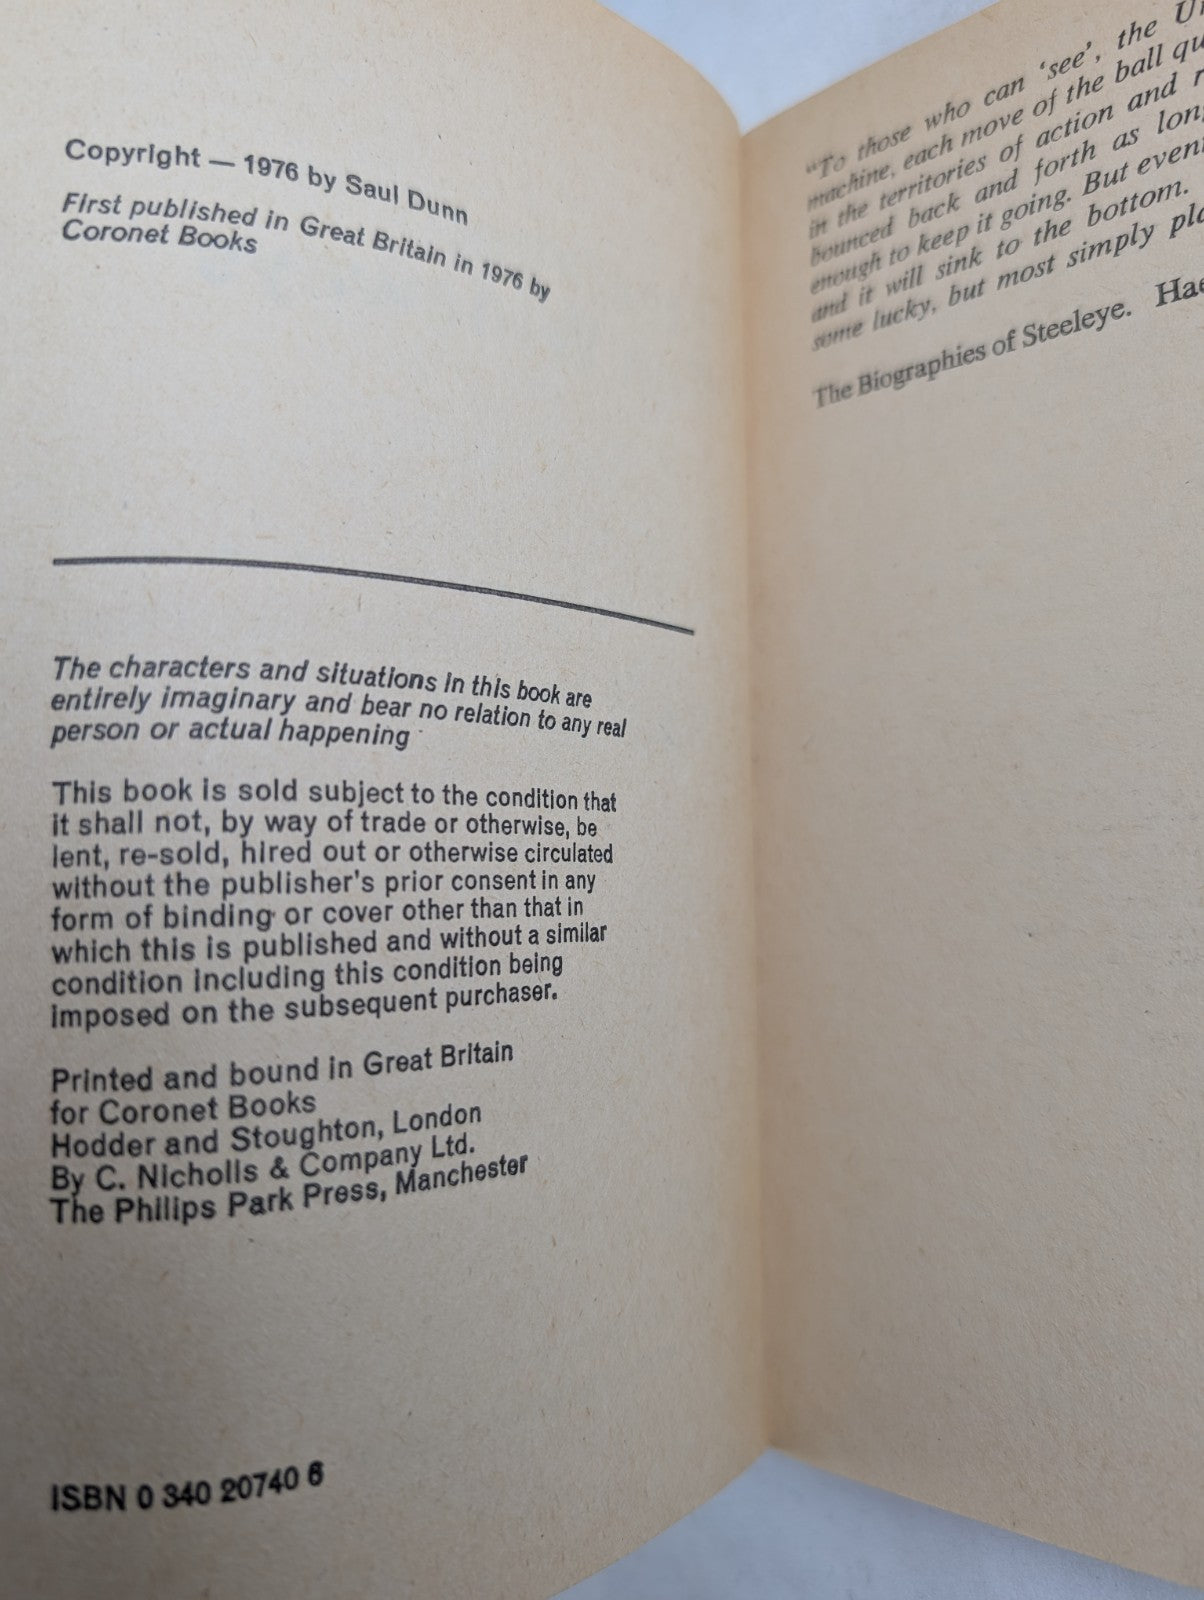 Copyright — 1976 by Saul Dunn
First published in Great Britain in 1976 by
Coronet Books
The characters and situations in this book are
entirely imaginary and bear no relation to any real
person or actual happening
This book is sold subject to the condition that
it shall not, by way of trade or otherwise, be
lent, re-sold, hired out or otherwise circulated
without the publisher's prior consent in any
form of binding or cover other than that in
which this is published and without a similar
condition including this condition being
imposed on the subsequent purchaser.
Printed and bound in Great Britain
for Coronet Books
Hodder and Stoughton, London
By C. Nicholls & Company Ltd.
The Philips Park Press, Manchester
ISBN 0 340 20740 6
"To those who can 'see', the
machine, each move of the ball
in the territories of action and
bounced back and forth as
enough to keep it going. But
and it will sink to the bottom.
some lucky, but most simply
The Biographies of Steeleye.